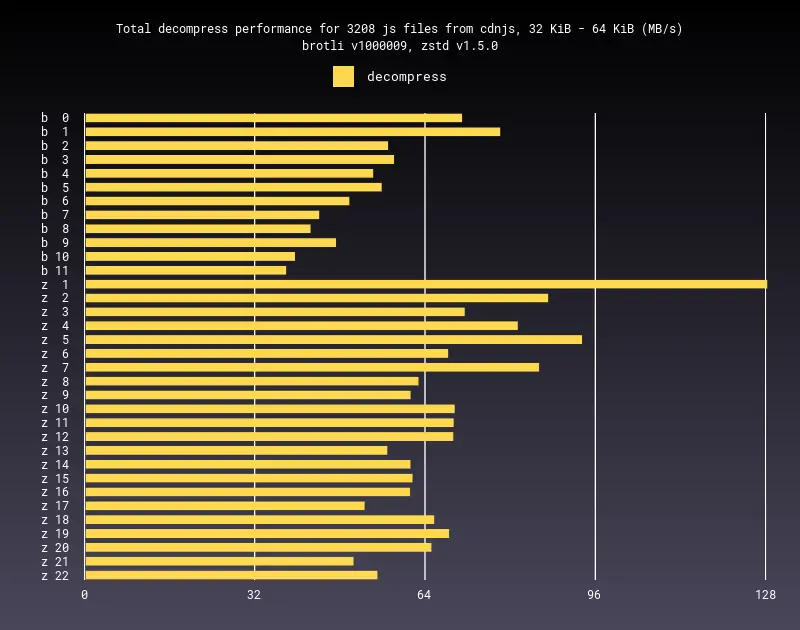 Total decompress performance for 3208 js files from cdnjs, 32 KiB - 64 KiB (MB/s)
brotli v1000009, zstd v1.5.0
decompress
b 0
b 1
b 2
b 3
b 4
b 5
b 6
b 7
b 8
b 9
b 10
b 11
z 1
z 2
z 3
z 4
z 5
z 6
z 7
z 8
z 9
z 10
z 11
z 12
z 13
z 14
z 15
z 16
z 17
z 18
z 19
z 20
z 21
z 22
0 32 64 96 128